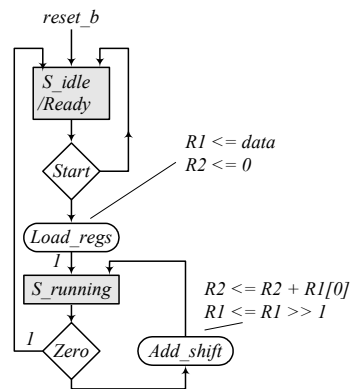 reset_b
S_idle
/Ready
Start
R1 <= data
R2 <= 0
Load_regs
1
S_running
R2 <= R2 + R1[0]
R1 <= R1 >> 1
1
Zero
Add_shift